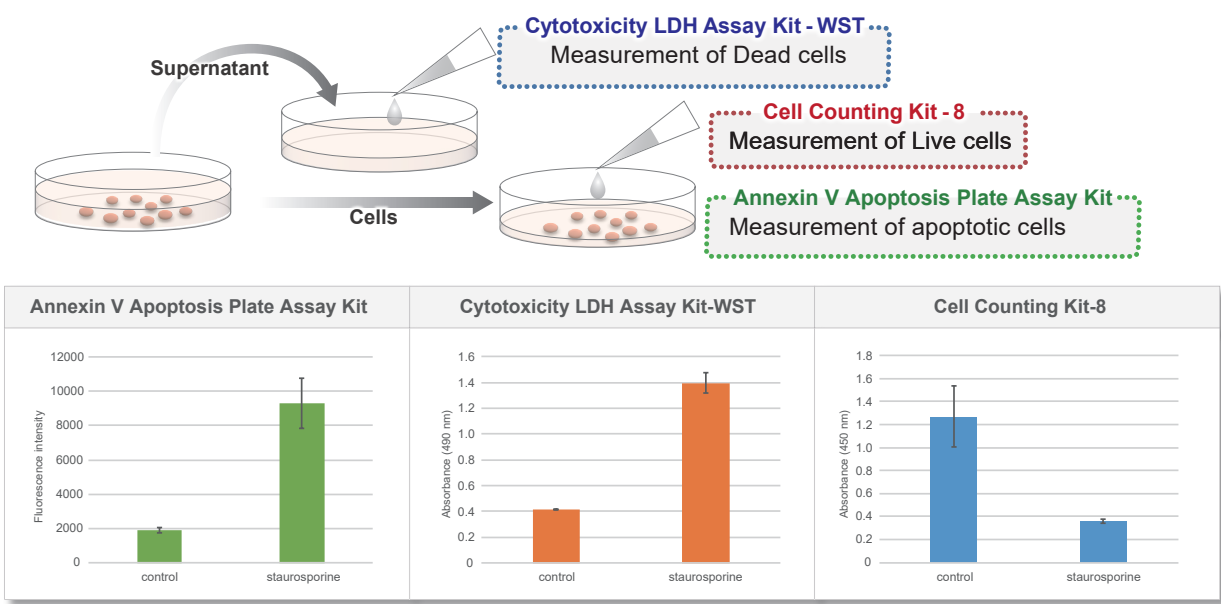 Cytotoxicity LDH Assay Kit - WST
Measurement of Dead cells
Supernatant
Cell Counting Kit - 8
Measurement of Live cells
Annexin V Apoptosis Plate Assay Kit
Measurement of apoptotic cells
Cells
Annexin V Apoptosis Plate Assay Kit
Fluorescence intensity
12000
10000
8000
6000
4000
2000
0
control
staurosporine
Cytotoxicity LDH Assay Kit-WST
Absorbance (490 nm)
1.6
1.4
1.2
1.0
0.8
0.6
0.4
0.2
0
control
staurosporine
Cell Counting Kit-8
Absorbance (450 nm)
1.8
1.6
1.4
1.2
1.0
0.8
0.6
0.4
0.2
0
control
staurosporine